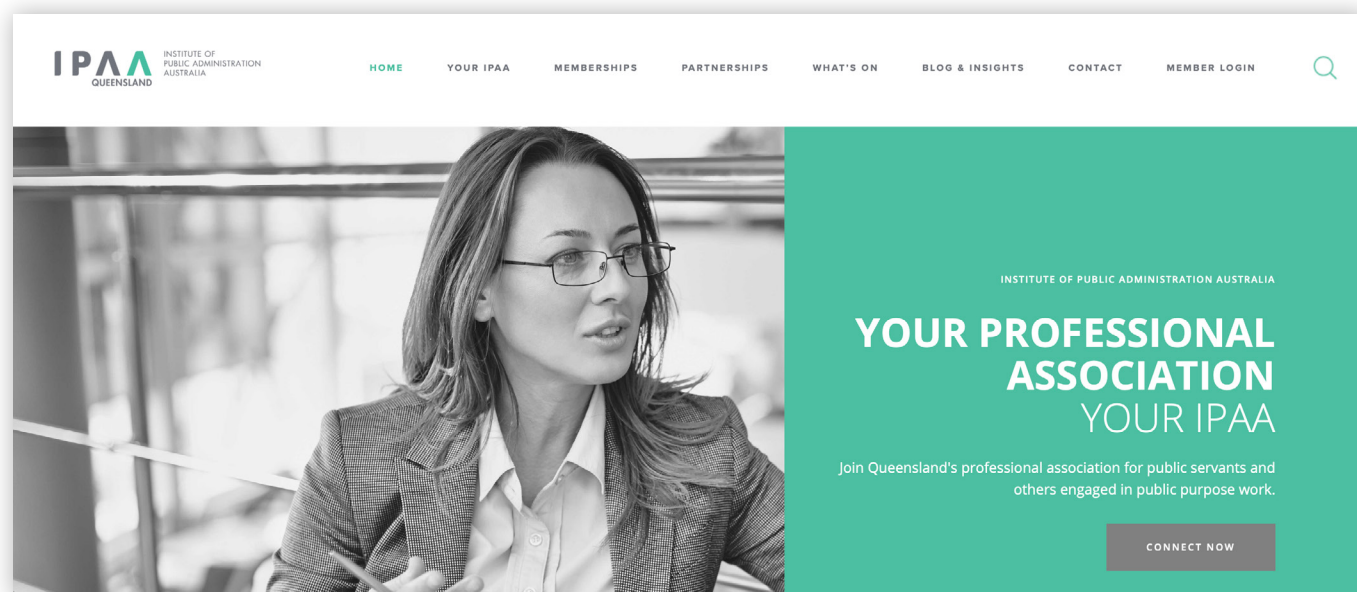 IPAA
QUEENSLAND
INSTITUTE OF
PUBLIC ADMINISTRATION
AUSTRALIA
HOME
YOUR IPAA
MEMBERSHIPS
PARTNERSHIPS
WHAT'S ON
BLOG & INSIGHTS
CONTACT
MEMBER LOGIN
INSTITUTE OF PUBLIC ADMINISTRATION AUSTRALIA
YOUR PROFESSIONAL
ASSOCIATION
YOUR IPAA
Join Queensland's professional association for public servants and
others engaged in public purpose work.
CONNECT NOW